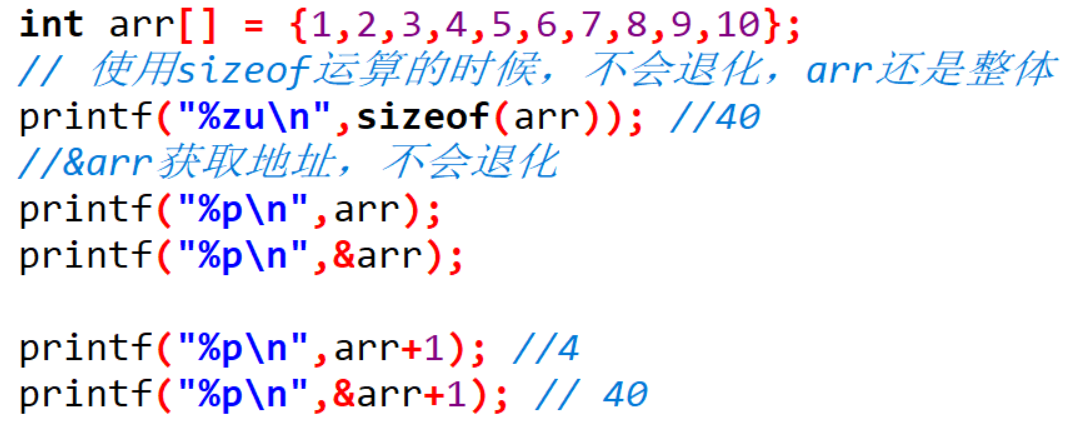 int arr[] = {1,2,3,4,5,6,7,8,9,10};
// 使用sizeof运算的时候，不会退化，arr还是整体
printf("%zu\n",sizeof(arr)); //40
//&arr获取地址，不会退化
printf("%p\n",arr);
printf("%p\n",&arr);
printf("%p\n",arr+1); //4
printf("%p\n",&arr+1); // 40